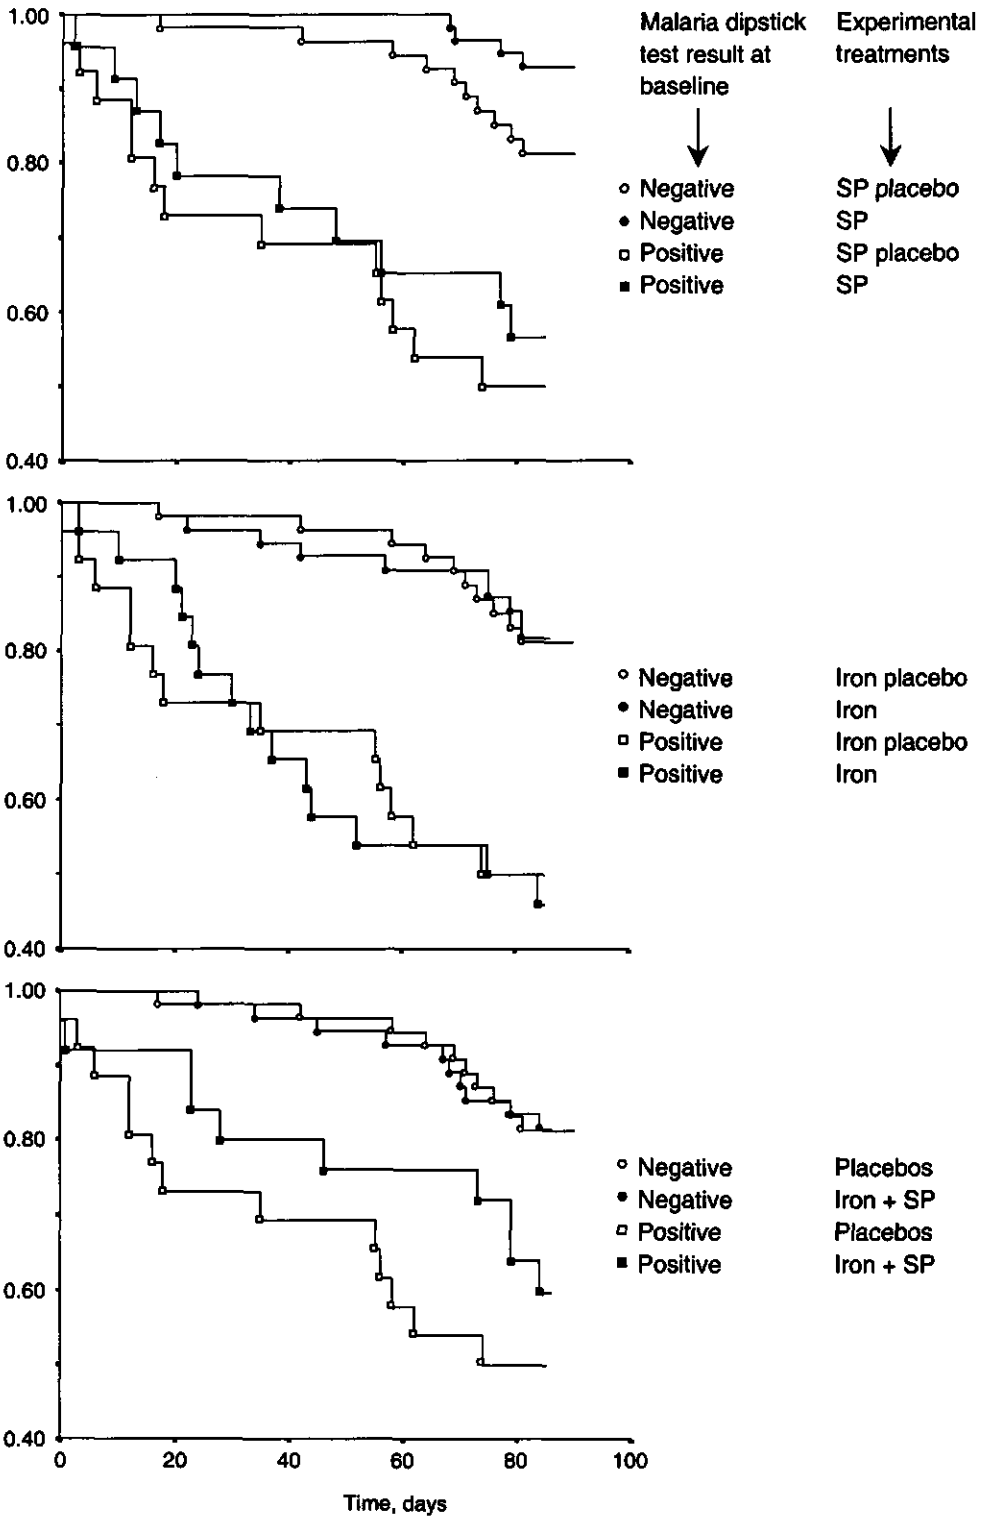 1.00
0.80
0.60
0.40
Malaria dipstick
test result at
baseline
Experimental
treatments
Negative SP placebo
Negative SP
Positive SP placebo
Positive SP
1.00
0.80
0.60
0.40
Negative Iron placebo
Negative Iron
Positive Iron placebo
Positive Iron
1.00
0.80
0.60
0.40
Negative Placebos
Negative Iron + SP
Positive Placebos
Positive Iron + SP
0 20 40 60 80 100
Time, days